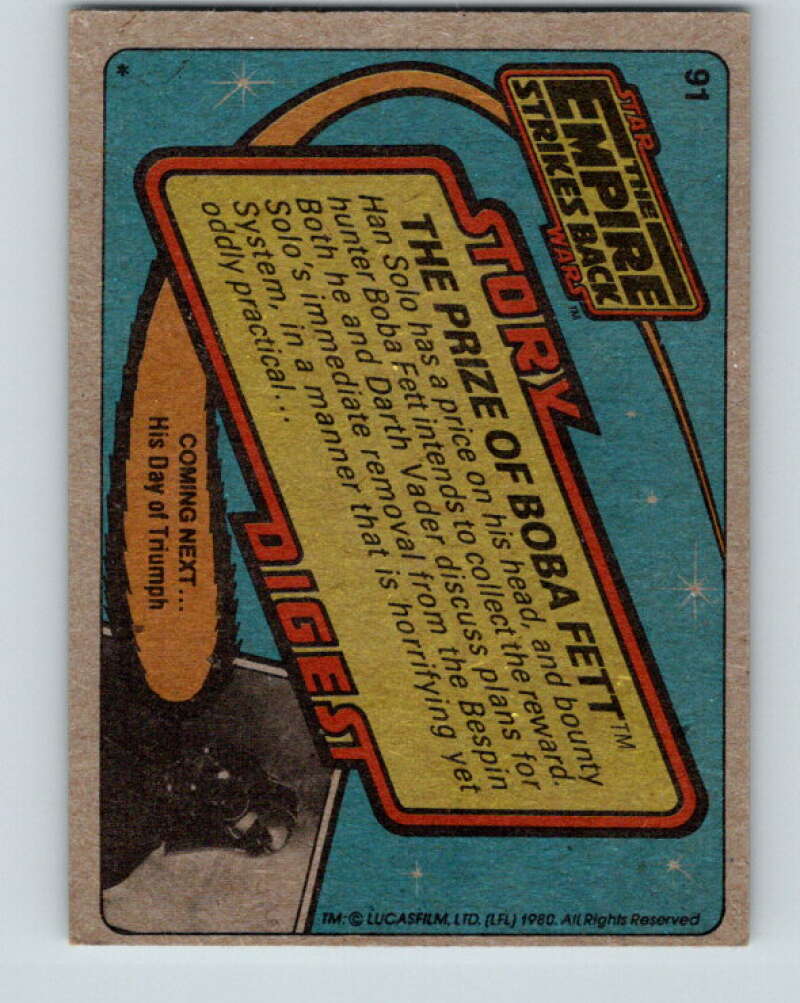 91
STAR
THE
EMPIRE
STRIKES BACK
WARS™
STORY
THE PRIZE OF BOBA FETT™
Han Solo has a price on his head, and bounty
hunter Boba Fett intends to collect the reward.
Both he and Darth Vader discuss plans for
Solo's immediate removal from the Bespin
System, in a manner that is horrifying yet
oddly practical...
DIGEST
COMING NEXT...
His Day of Triumph
*
TM: © LUCASFILM, LTD. (LFL) 1980. All Rights Reserved